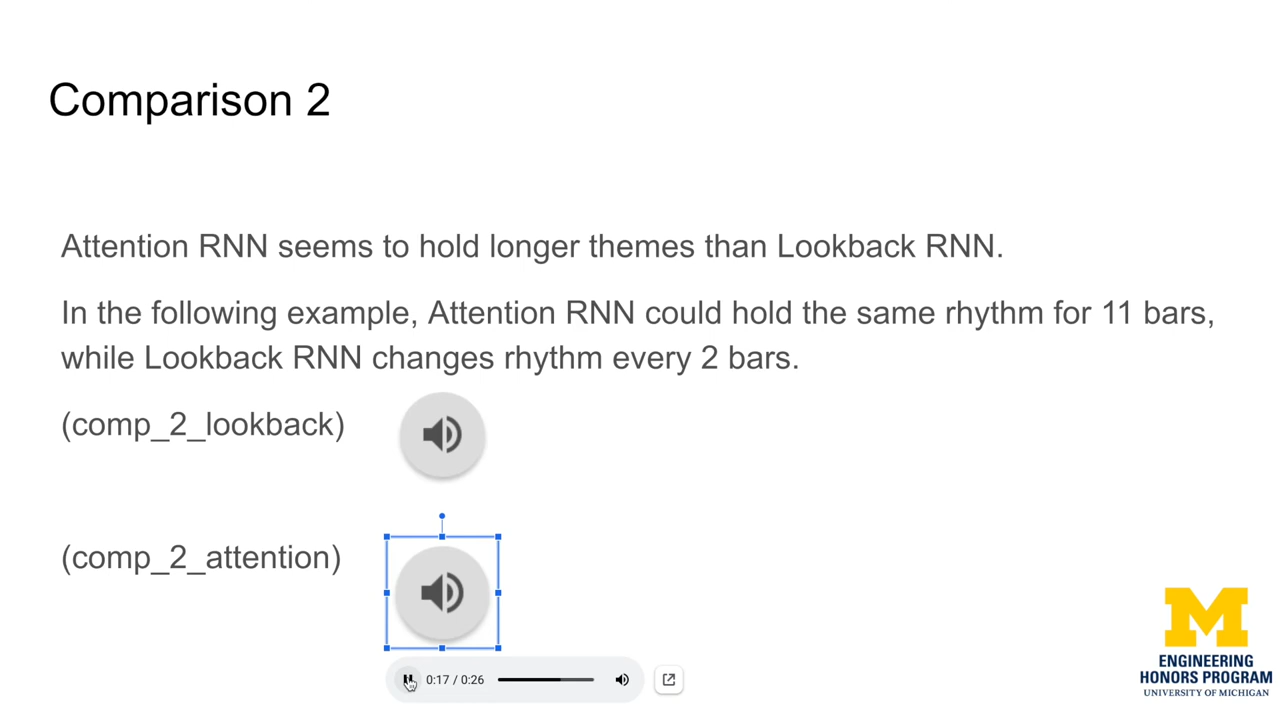 Comparison 2
Attention RNN seems to hold longer themes than Lookback RNN.
In the following example, Attention RNN could hold the same rhythm for 11 bars,
while Lookback RNN changes rhythm every 2 bars.
(comp_2_lookback)
(comp_2_attention)
0:17 / 0:26
M
ENGINEERING
HONORS PROGRAM
UNIVERSITY OF MICHIGAN